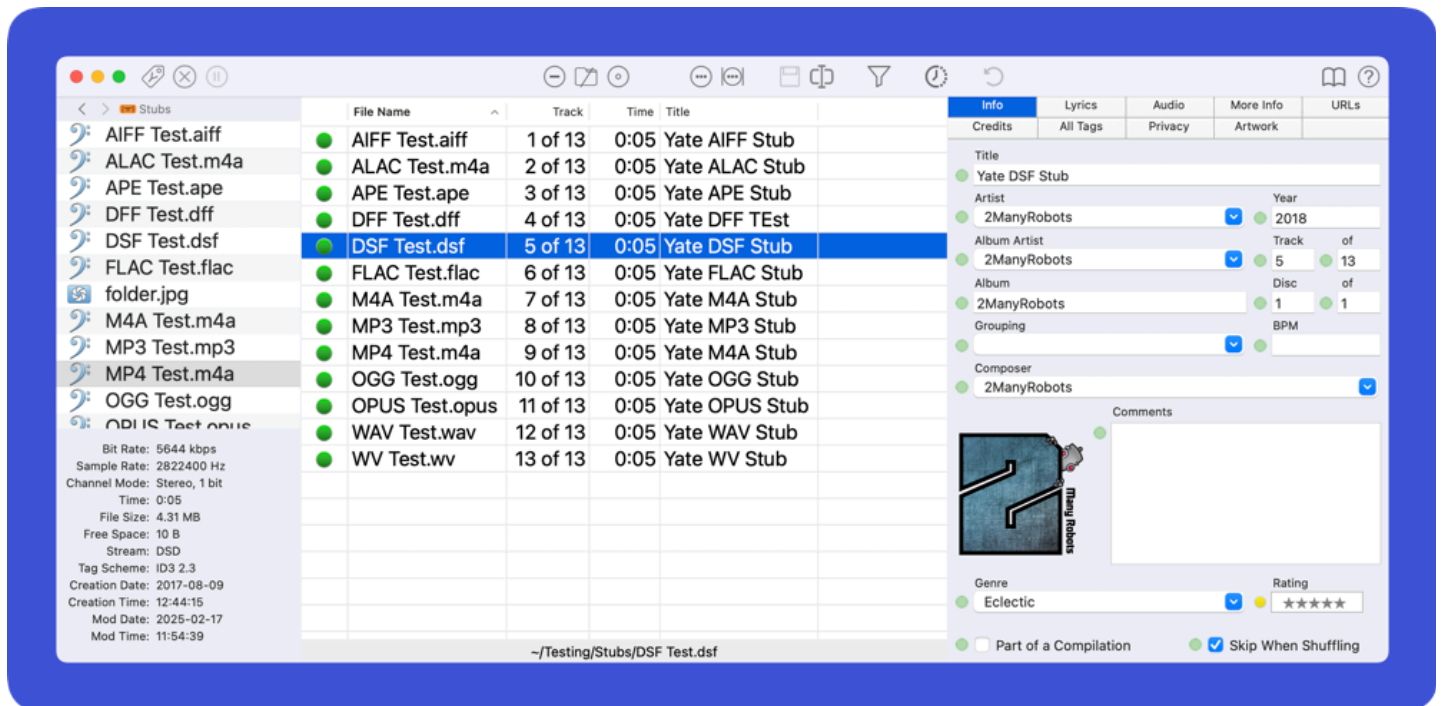 Stubs
AIFF Test.aiff
ALAC Test.m4a
APE Test.ape
DFF Test.dff
DSF Test.dsf
FLAC Test.flac
folder.jpg
M4A Test.m4a
MP3 Test.mp3
MP4 Test.m4a
OGG Test.ogg
OPUS Test.opus
Bit Rate: 5644 kbps
Sample Rate: 2822400 Hz
Channel Mode: Stereo, 1 bit
Time: 0:05
File Size: 4.31 MB
Free Space: 10 B
Stream: DSD
Tag Scheme: ID3 2.3
Creation Date: 2017-08-09
Creation Time: 12:44:15
Mod Date: 2025-02-17
Mod Time: 11:54:39
File Name Track Time Title
AIFF Test.aiff 1 of 13 0:05 Yate AIFF Stub
ALAC Test.m4a 2 of 13 0:05 Yate ALAC Stub
APE Test.ape 3 of 13 0:05 Yate APE Stub
DFF Test.dff 4 of 13 0:05 Yate DFF TEst
DSF Test.dsf 5 of 13 0:05 Yate DSF Stub
FLAC Test.flac 6 of 13 0:05 Yate FLAC Stub
M4A Test.m4a 7 of 13 0:05 Yate M4A Stub
MP3 Test.mp3 8 of 13 0:05 Yate MP3 Stub
MP4 Test.m4a 9 of 13 0:05 Yate M4A Stub
OGG Test.ogg 10 of 13 0:05 Yate OGG Stub
OPUS Test.opus 11 of 13 0:05 Yate OPUS Stub
WAV Test.wav 12 of 13 0:05 Yate WAV Stub
WV Test.wv 13 of 13 0:05 Yate WV Stub
~/Testing/Stubs/DSF Test.dsf
Info Lyrics Audio More Info URLs
Credits All Tags Privacy Artwork
Title
Yate DSF Stub
Artist Year
2ManyRobots 2018
Album Artist Track of
2ManyRobots 5 13
Album Disc of
2ManyRobots 1 1
Grouping BPM
Composer
2ManyRobots
Comments
2
Many Robots
Genre Rating
Eclectic ★★★★★
Part of a Compilation Skip When Shuffling